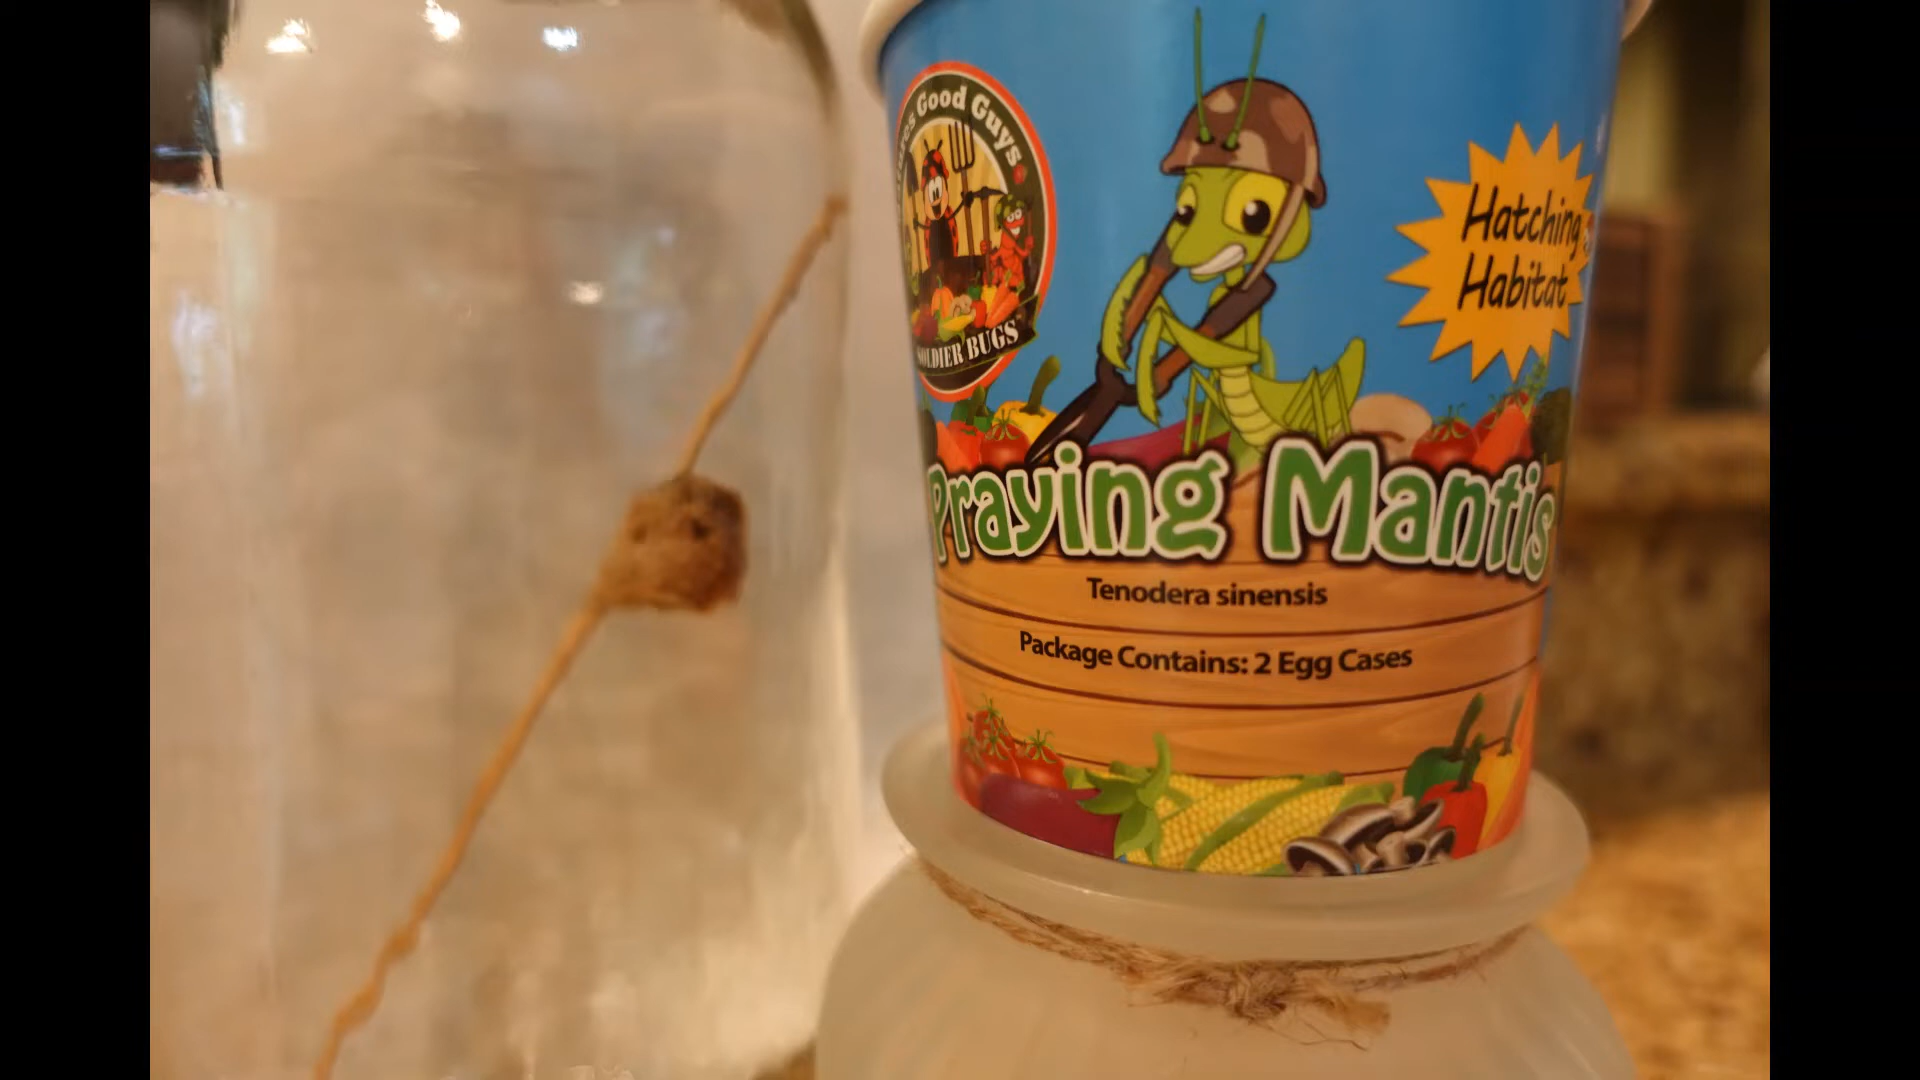 Good Guys
SOLDIER BUGS
Hatching
Habitat
Praying Mantis
Tenodera sinensis
Package Contains: 2 Egg Cases